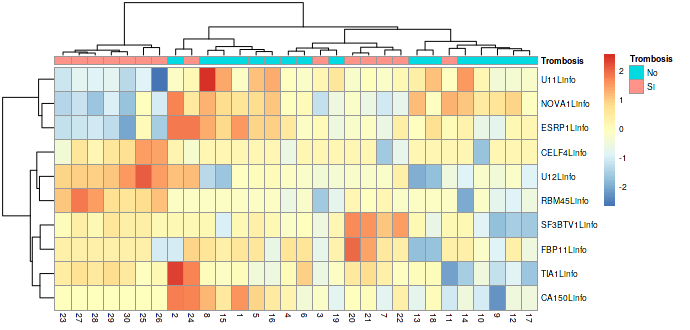 Trombosis
Trombosis
No
SI
2
1
0
-1
-2
U11Linfo
NOVA1Linfo
ESRP1Linfo
CELF4Linfo
U12Linfo
RBM45Linfo
SF3BTV1Linfo
FBP11Linfo
TIA1Linfo
CA150Linfo
23 27 28 29 30 25 26 2 24 8 15 5 16 4 6 3 19 20 21 7 22 13 18 11 14 10 9 12 17